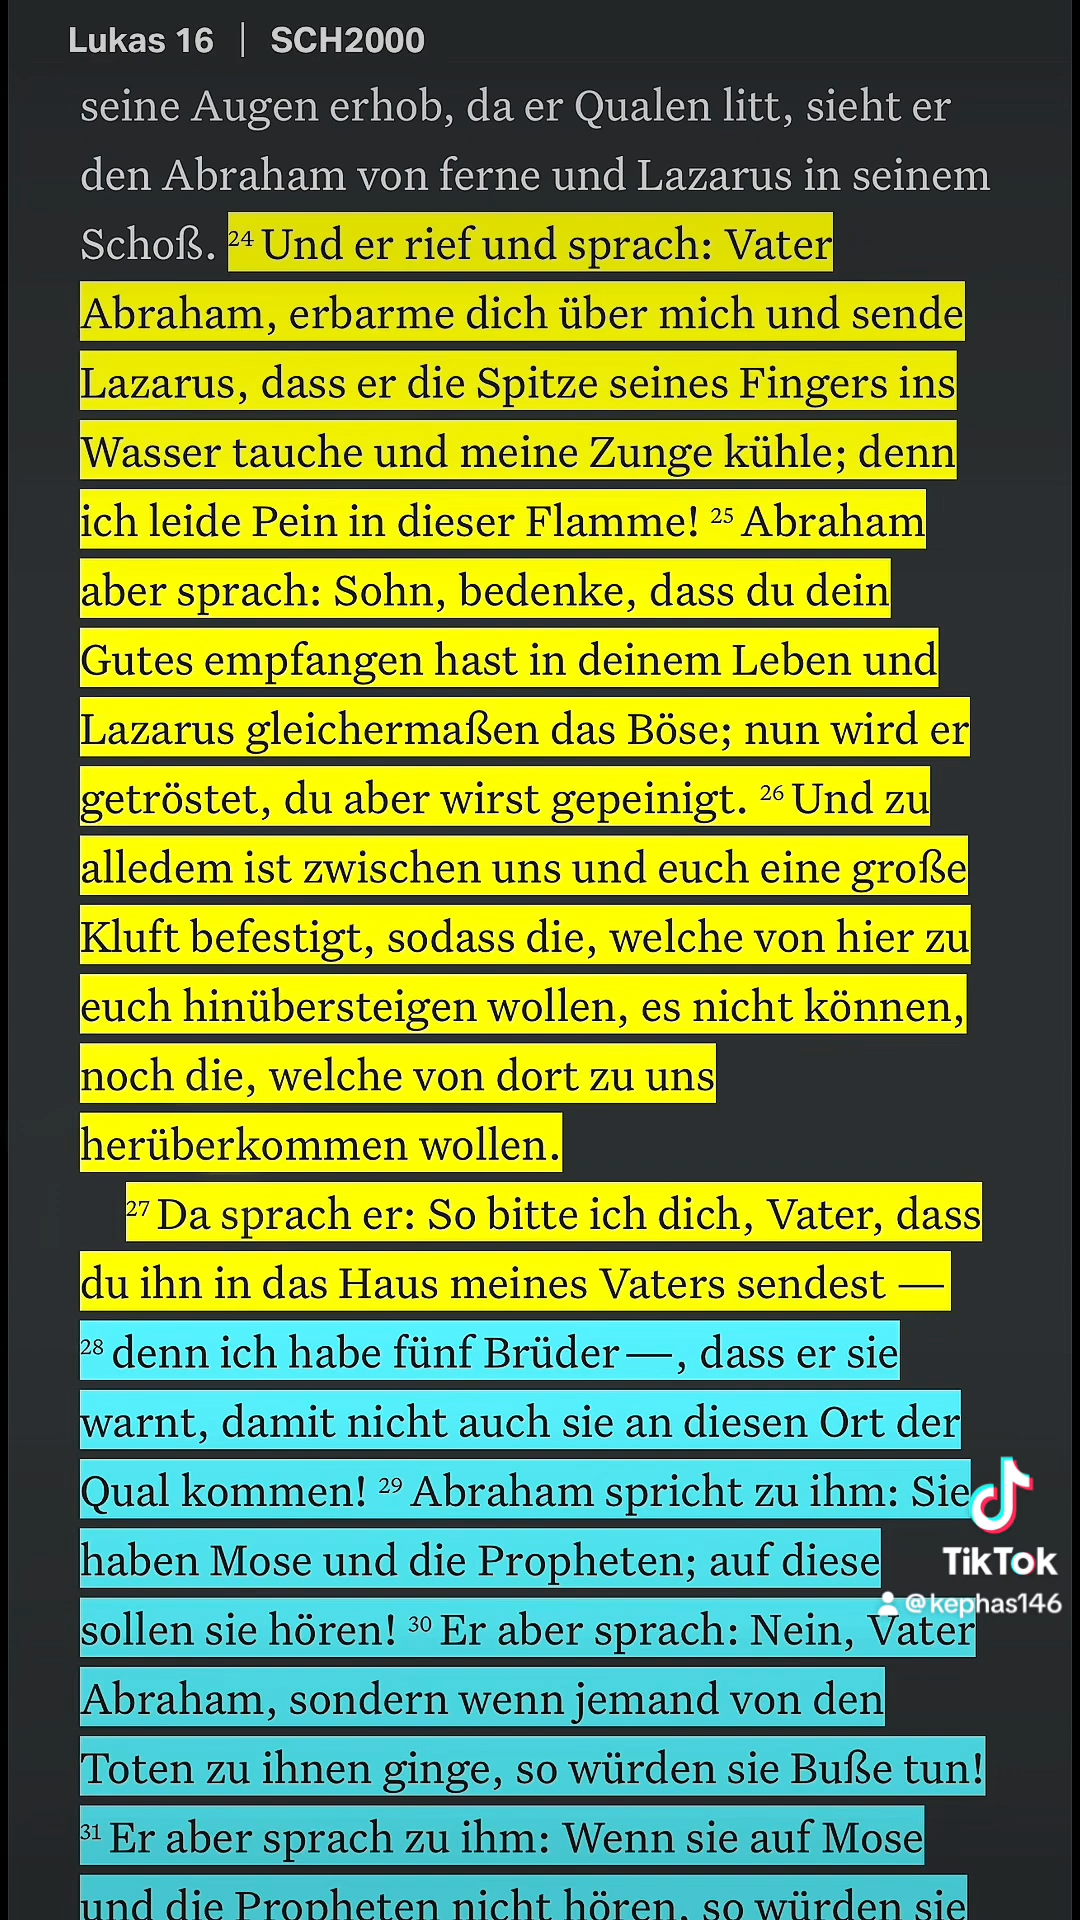 Lukas 16 | SCH2000
seine Augen erhob, da er Qualen litt, sieht er
den Abraham von ferne und Lazarus in seinem
Schoß. 24 Und er rief und sprach: Vater
Abraham, erbarme dich über mich und sende
Lazarus, dass er die Spitze seines Fingers ins
Wasser tauche und meine Zunge kühle; denn
ich leide Pein in dieser Flamme! 25 Abraham
aber sprach: Sohn, bedenke, dass du dein
Gutes empfangen hast in deinem Leben und
Lazarus gleichermaßen das Böse; nun wird er
getröstet, du aber wirst gepeinigt. 26 Und zu
alledem ist zwischen uns und euch eine große
Kluft befestigt, sodass die, welche von hier zu
euch hinübersteigen wollen, es nicht können,
noch die, welche von dort zu uns
herüberkommen wollen.
27 Da sprach er: So bitte ich dich, Vater, dass
du ihn in das Haus meines Vaters sendest —
28 denn ich habe fünf Brüder —, dass er sie
warnt, damit nicht auch sie an diesen Ort der
Qual kommen! 29 Abraham spricht zu ihm: Sie
haben Mose und die Propheten; auf diese
sollen sie hören! 30 Er aber sprach: Nein, Vater
Abraham, sondern wenn jemand von den
Toten zu ihnen ginge, so würden sie Buße tun!
31 Er aber sprach zu ihm: Wenn sie auf Mose
und die Propheten nicht hören, so würden sie
TikTok
@kephas146